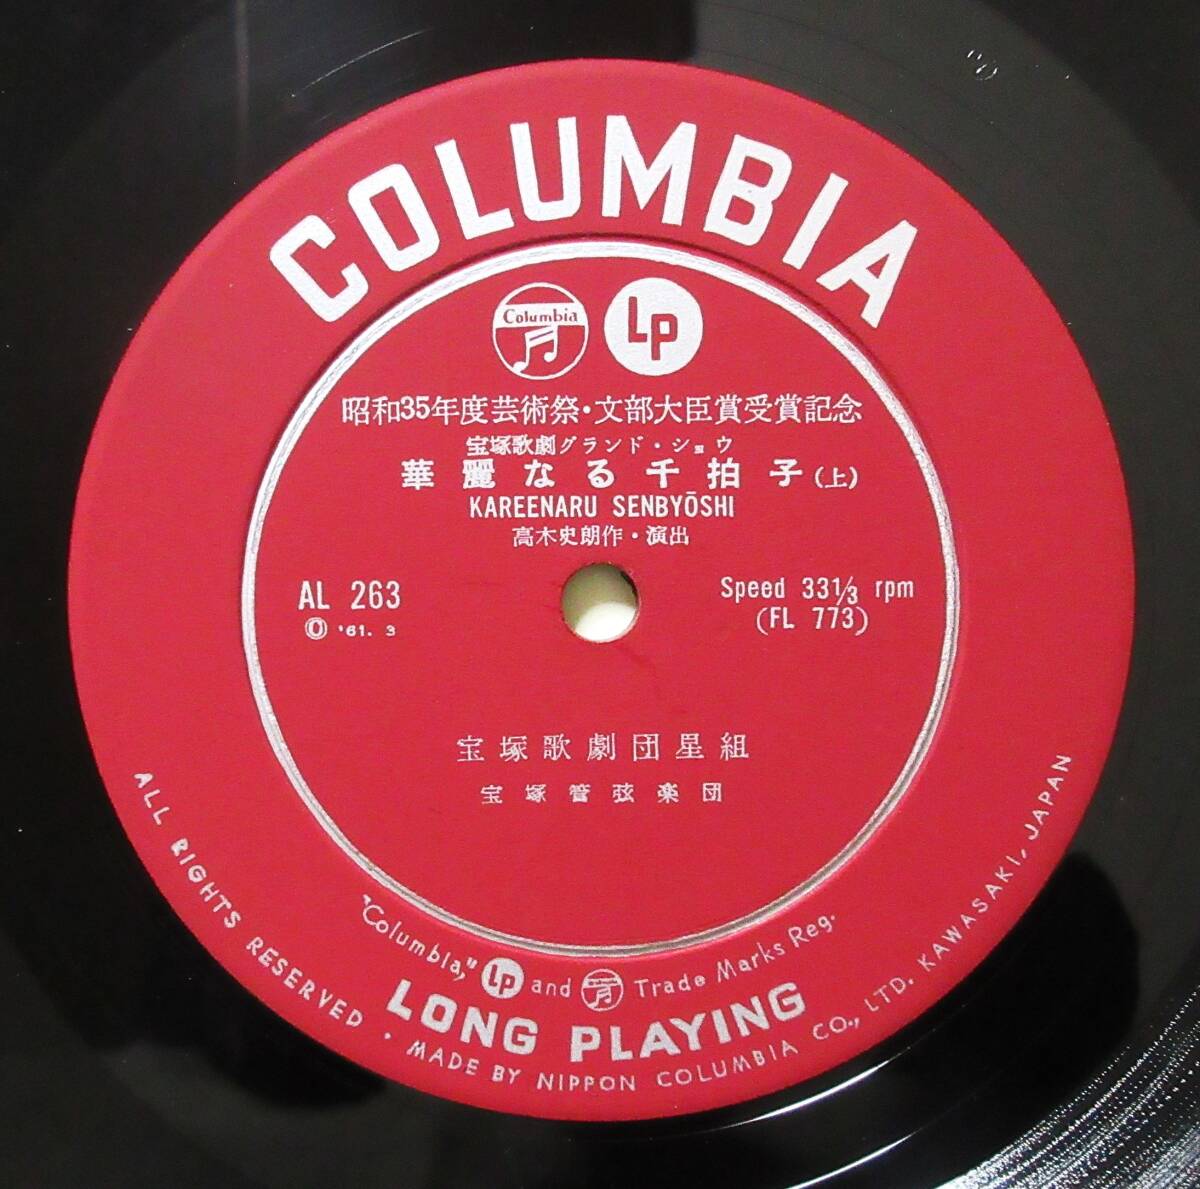 COLUMBIA
Columbia LP
昭和35年度芸術祭・文部大臣賞受賞記念
宝塚歌劇グランド・ショウ
華麗なる千拍子(上)
KAREENARU SENBYŌSHI
高木史朗作・演出
AL 263
Ⓞ '61. 3
Speed 33 1/3 rpm
(FL 773)
宝塚歌劇団星組
宝塚管弦楽団
"Columbia," LP and Trade Marks Reg.
LONG PLAYING
ALL RIGHTS RESERVED・MADE BY NIPPON COLUMBIA CO., LTD. KAWASAKI, JAPAN